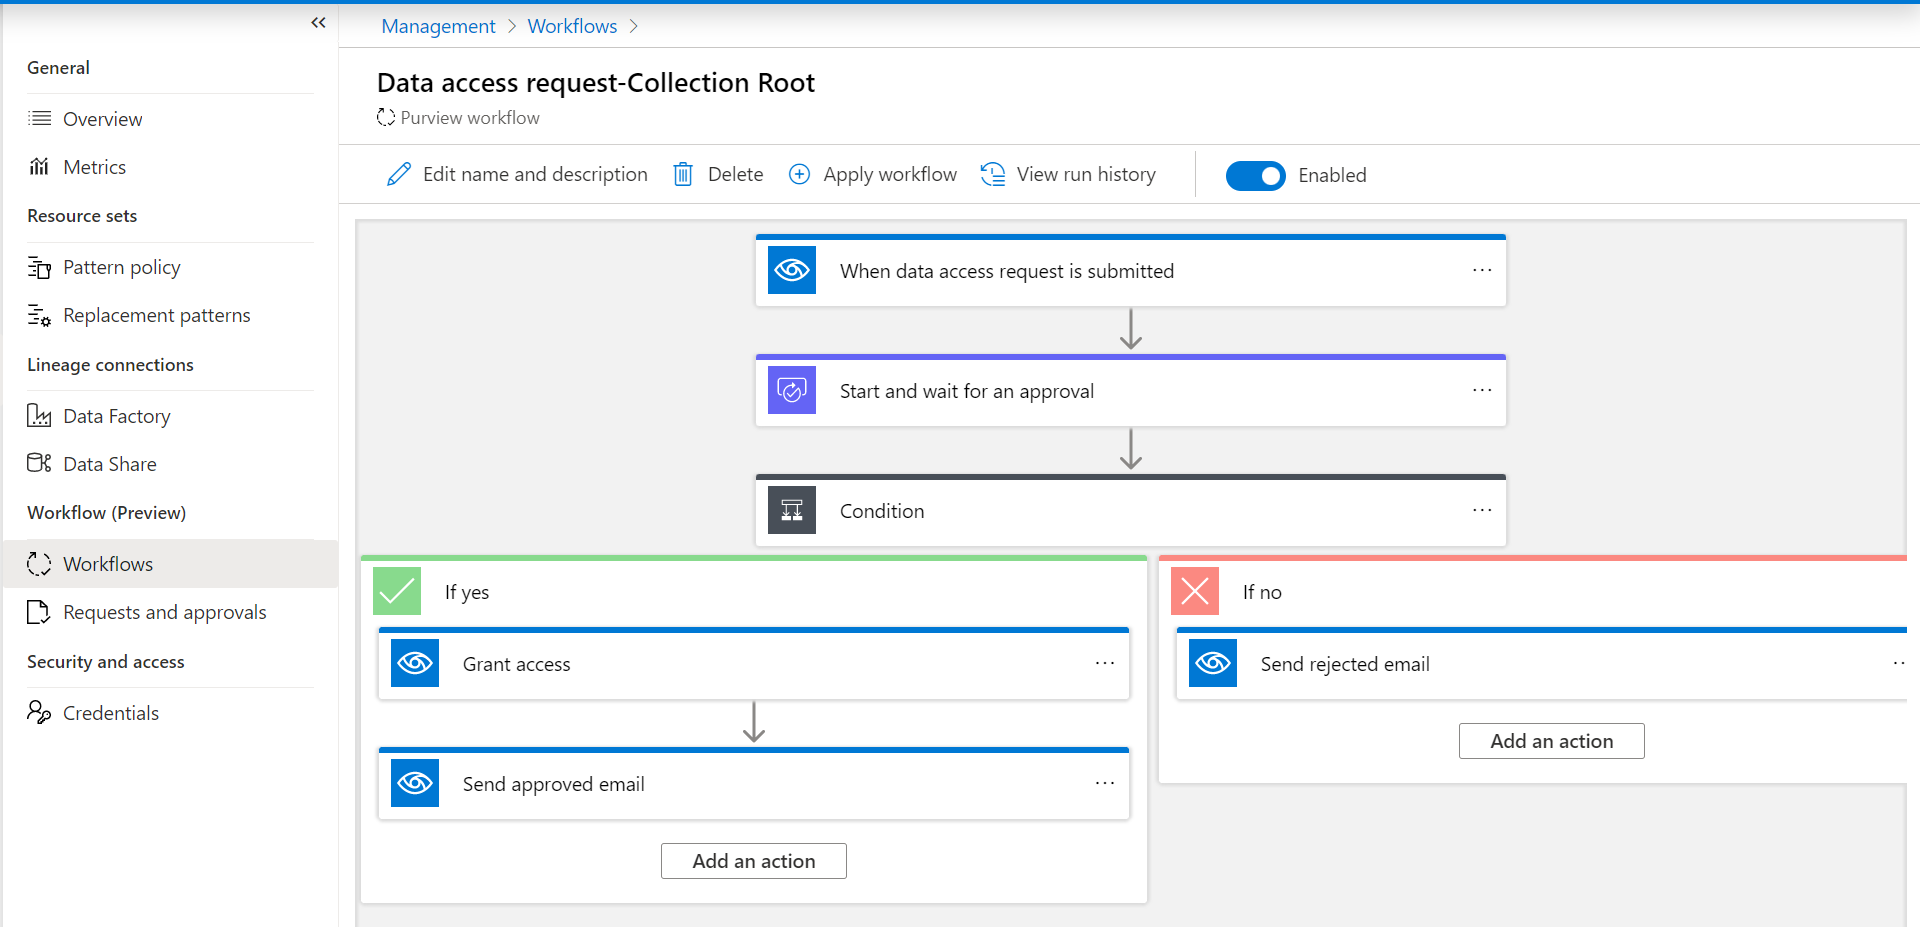 Management > Workflows >
General
Overview
Metrics
Resource sets
Pattern policy
Replacement patterns
Lineage connections
Data Factory
Data Share
Workflow (Preview)
Workflows
Requests and approvals
Security and access
Credentials
Data access request-Collection Root
Purview workflow
Edit name and description
Delete
Apply workflow
View run history
Enabled
When data access request is submitted
Start and wait for an approval
Condition
If yes
Grant access
Send approved email
Add an action
If no
Send rejected email
Add an action